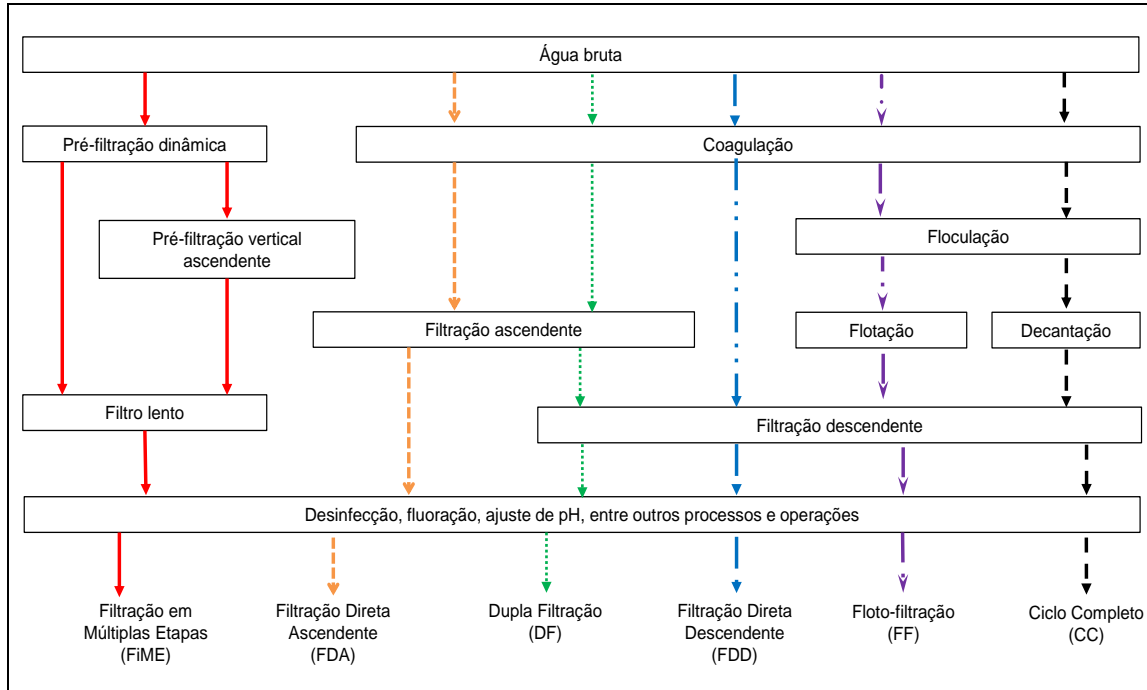 Água bruta
Pré-filtração dinâmica
Coagulação
Pré-filtração vertical
ascendente
Floculação
Filtração ascendente
Flotação
Decantação
Filtro lento
Filtração descendente
Desinfecção, fluoração, ajuste de pH, entre outros processos e operações
Filtração em
Múltiplas Etapas
(FiME)
Filtração Direta
Ascendente
(FDA)
Dupla Filtração
(DF)
Filtração Direta
Descendente
(FDD)
Floto-filtração
(FF)
Ciclo Completo
(CC)